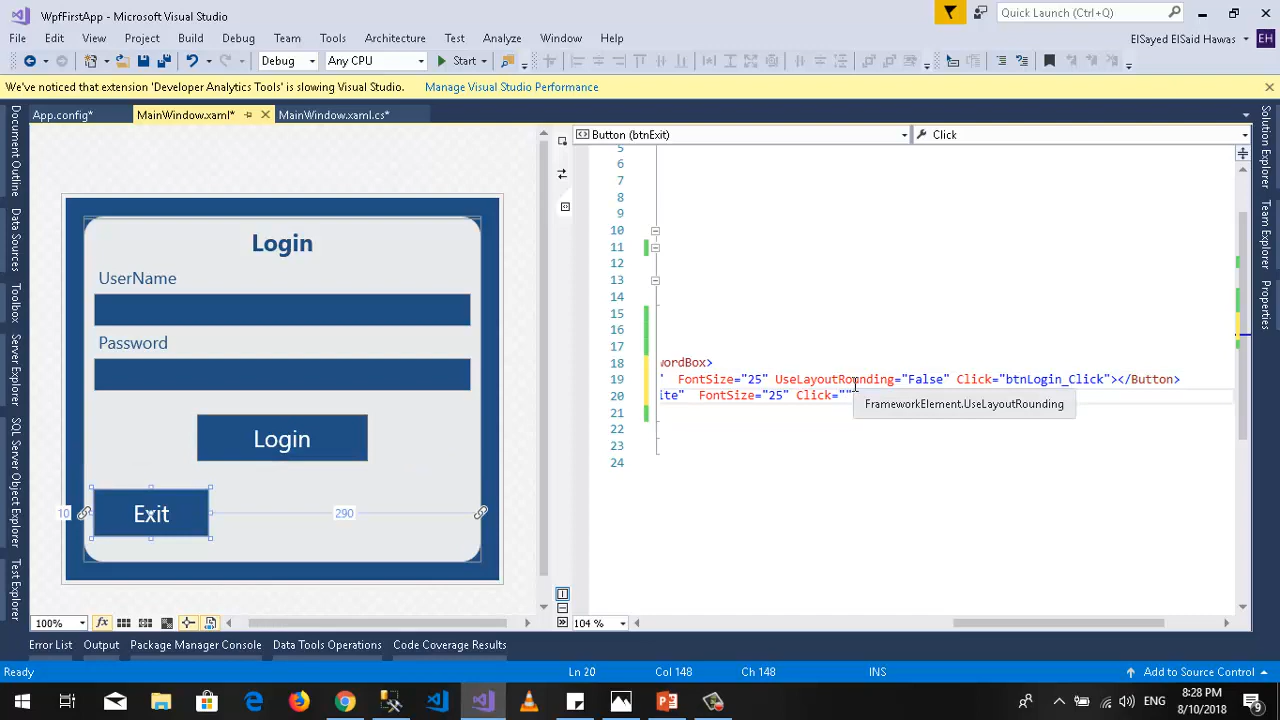 WpfFirstApp - Microsoft Visual Studio
Quick Launch (Ctrl+Q)
File Edit View Project Build Debug Team Tools Architecture Test Analyze Window Help
ElSayed ElSaid Hawas EH
Debug Any CPU Start
We've noticed that extension 'Developer Analytics Tools' is slowing Visual Studio. Manage Visual Studio Performance
App.config* MainWindow.xaml* MainWindow.xaml.cs*
Document Outline
Data Sources
Toolbox
Server Explorer
SQL Server Object Explorer
Test Explorer
Login
UserName
Password
Login
Exit
10
290
100%
Button (btnExit) Click
5
6
7
8
9
10
11
12
13
14
15
16
17
18 wordBox>
19 " FontSize="25" UseLayoutRounding="False" Click="btnLogin_Click"></Button>
20 ite" FontSize="25" Click=""
FrameworkElement.UseLayoutRounding
21
22
23
24
104 %
Solution Explorer
Team Explorer
Properties
Error List Output Package Manager Console Data Tools Operations Code Coverage Results
Ready Ln 20 Col 148 Ch 148 INS Add to Source Control
ENG 8:28 PM
8/10/2018
9